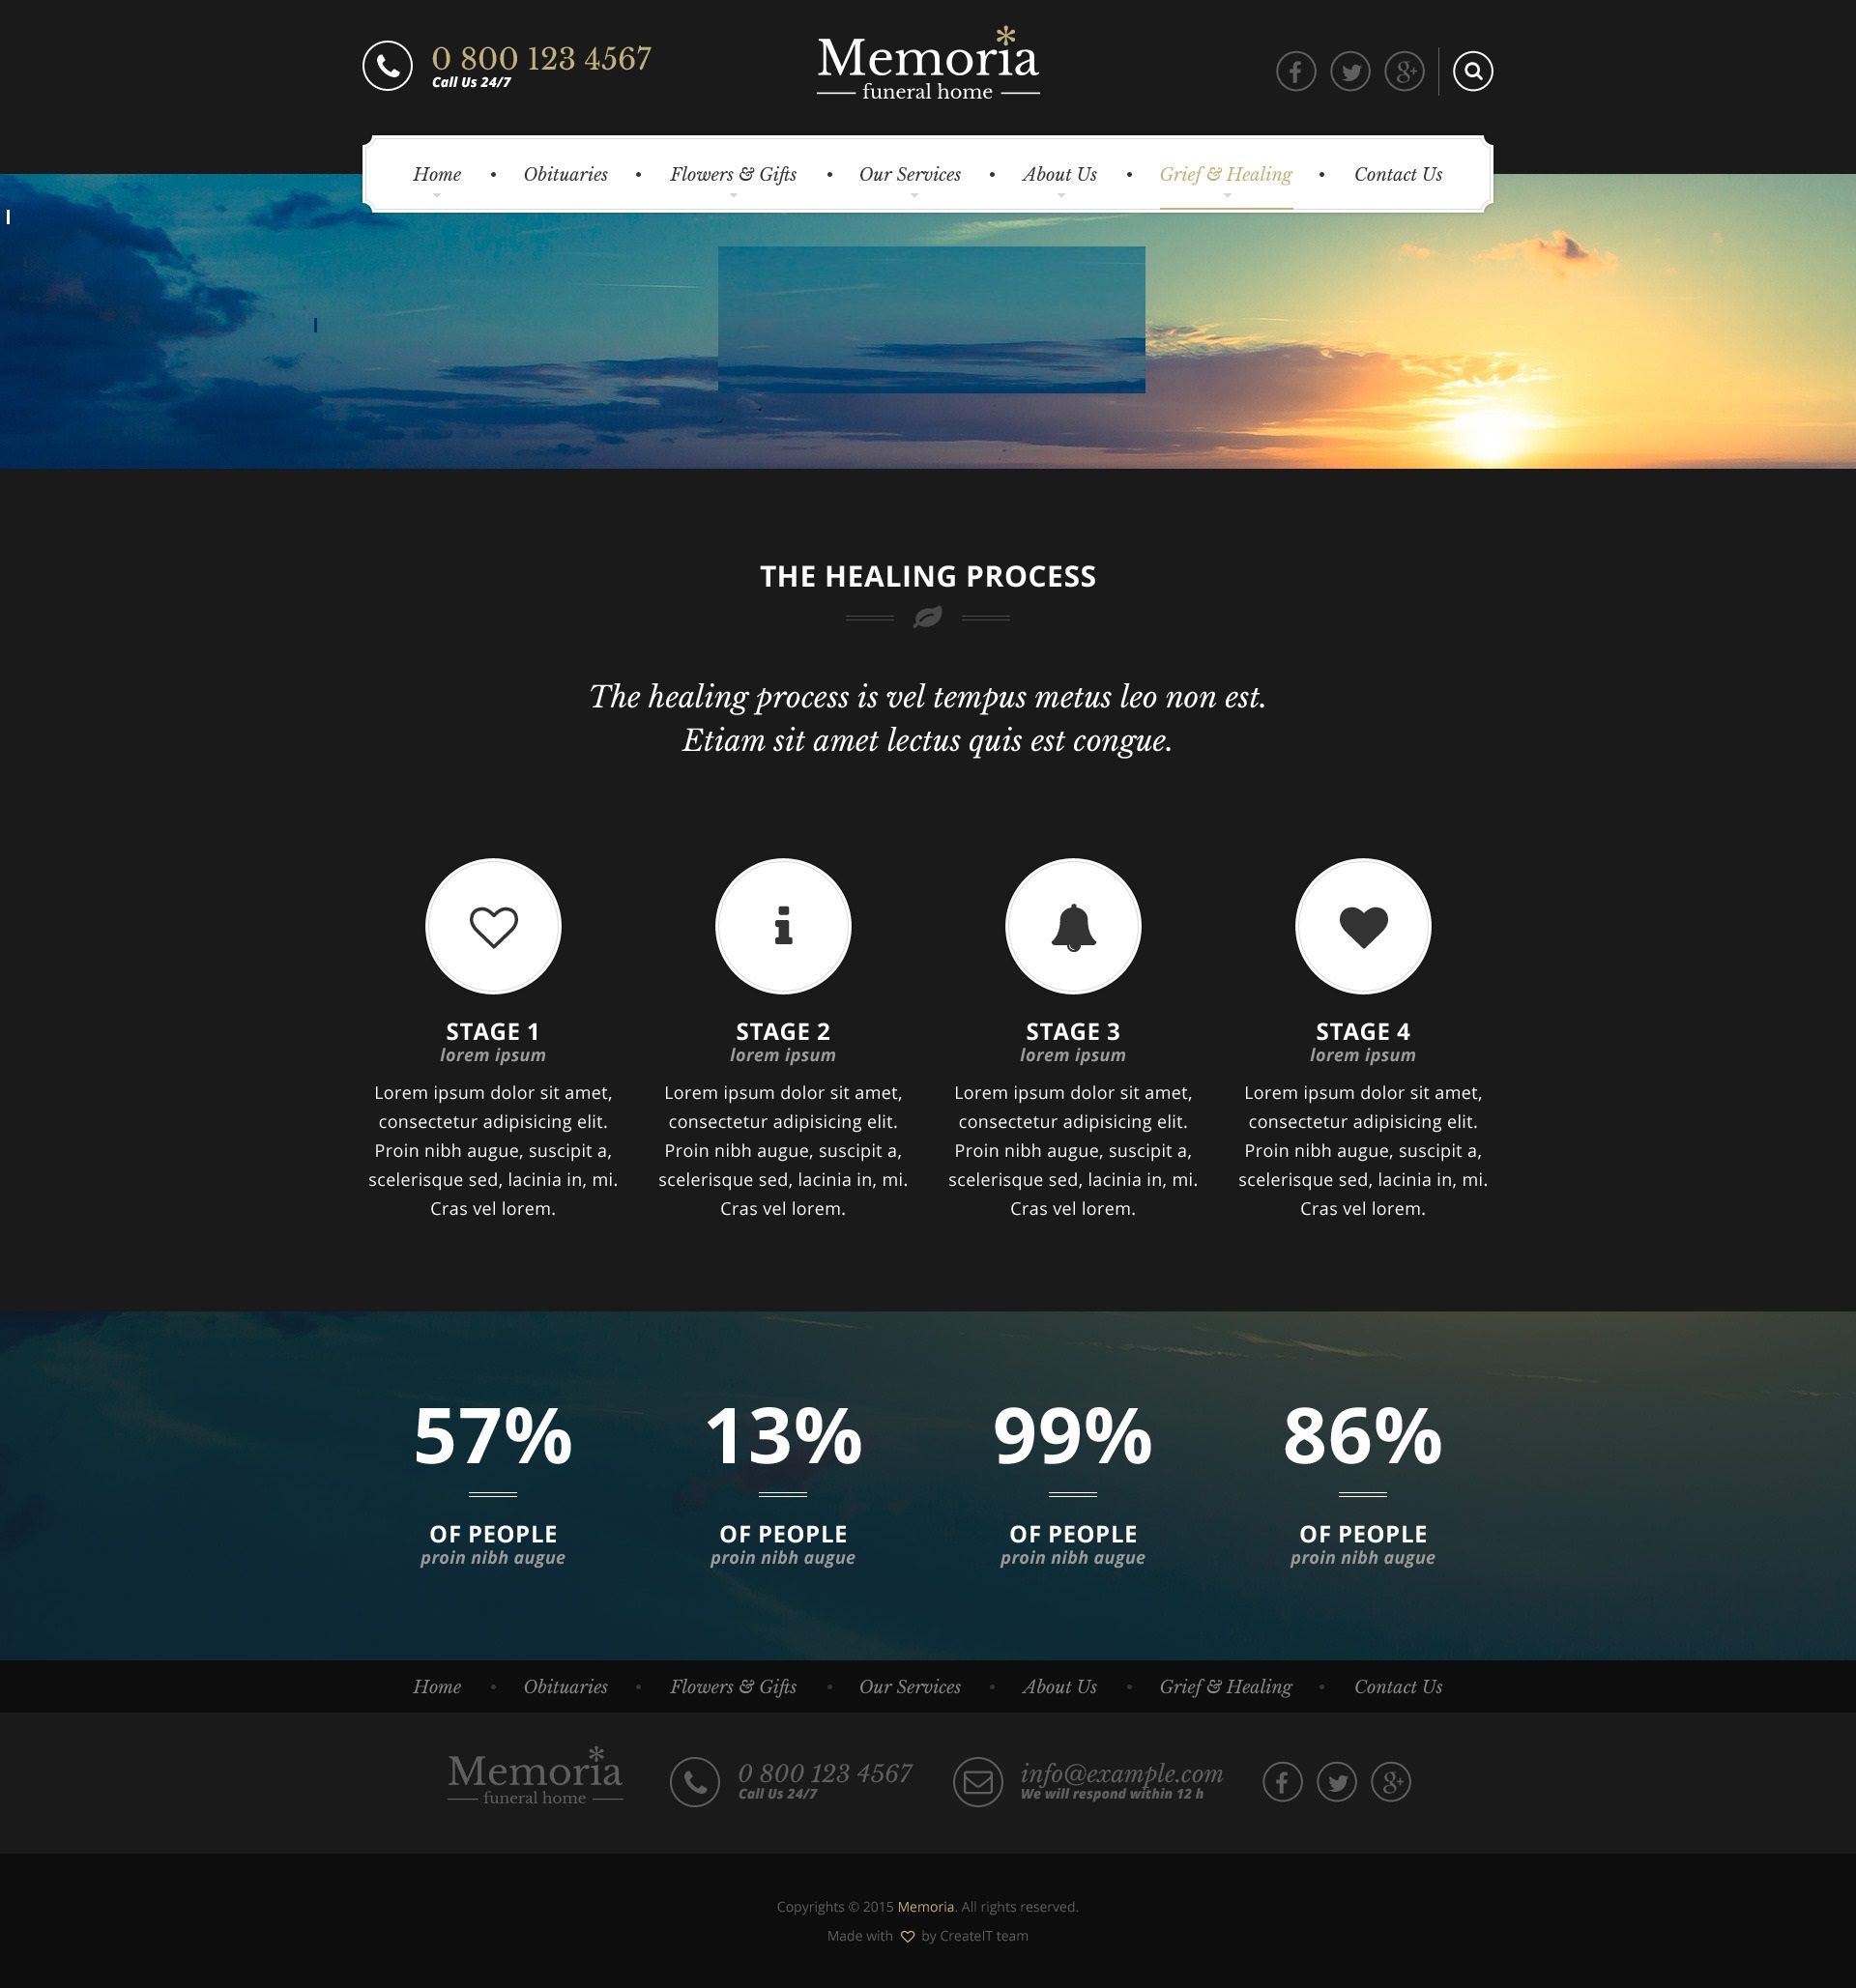 0 800 123 4567
Call Us 24/7
Memoria
funeral home
Home • Obituaries • Flowers & Gifts • Our Services • About Us • Grief & Healing • Contact Us
THE HEALING PROCESS
The healing process is vel tempus metus leo non est.
Etiam sit amet lectus quis est congue.
STAGE 1
lorem ipsum
Lorem ipsum dolor sit amet,
consectetur adipisicing elit.
Proin nibh augue, suscipit a,
scelerisque sed, lacinia in, mi.
Cras vel lorem.
STAGE 2
lorem ipsum
Lorem ipsum dolor sit amet,
consectetur adipisicing elit.
Proin nibh augue, suscipit a,
scelerisque sed, lacinia in, mi.
Cras vel lorem.
STAGE 3
lorem ipsum
Lorem ipsum dolor sit amet,
consectetur adipisicing elit.
Proin nibh augue, suscipit a,
scelerisque sed, lacinia in, mi.
Cras vel lorem.
STAGE 4
lorem ipsum
Lorem ipsum dolor sit amet,
consectetur adipisicing elit.
Proin nibh augue, suscipit a,
scelerisque sed, lacinia in, mi.
Cras vel lorem.
57%
OF PEOPLE
proin nibh augue
13%
OF PEOPLE
proin nibh augue
99%
OF PEOPLE
proin nibh augue
86%
OF PEOPLE
proin nibh augue
Home • Obituaries • Flowers & Gifts • Our Services • About Us • Grief & Healing • Contact Us
Memoria
funeral home
0 800 123 4567
Call Us 24/7
info@example.com
We will respond within 12 h
Copyrights © 2015 Memoria. All rights reserved.
Made with ♡ by CreateIT team